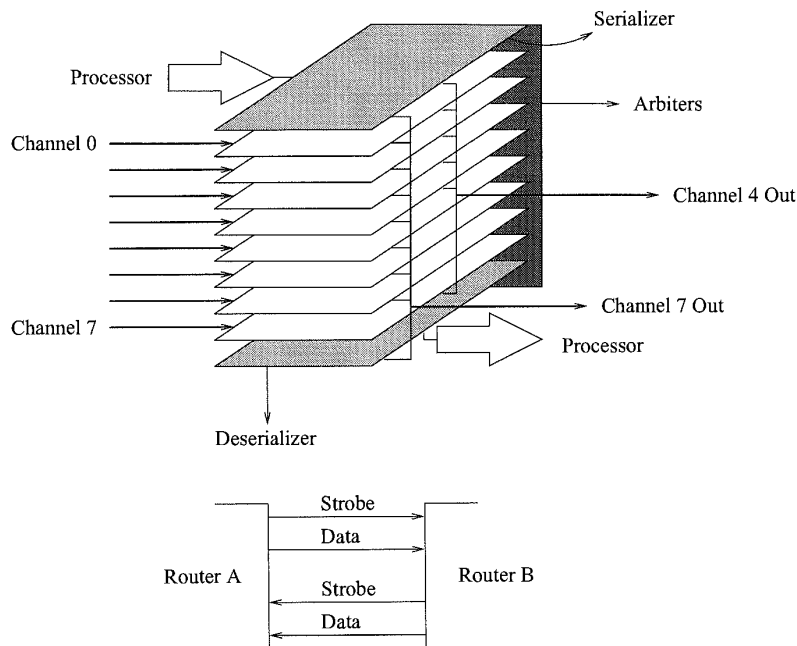 Serializer
Processor
Arbiters
Channel 0
Channel 4 Out
Channel 7 Out
Channel 7
Processor
Deserializer
Strobe
Data
Router A
Router B
Strobe
Data